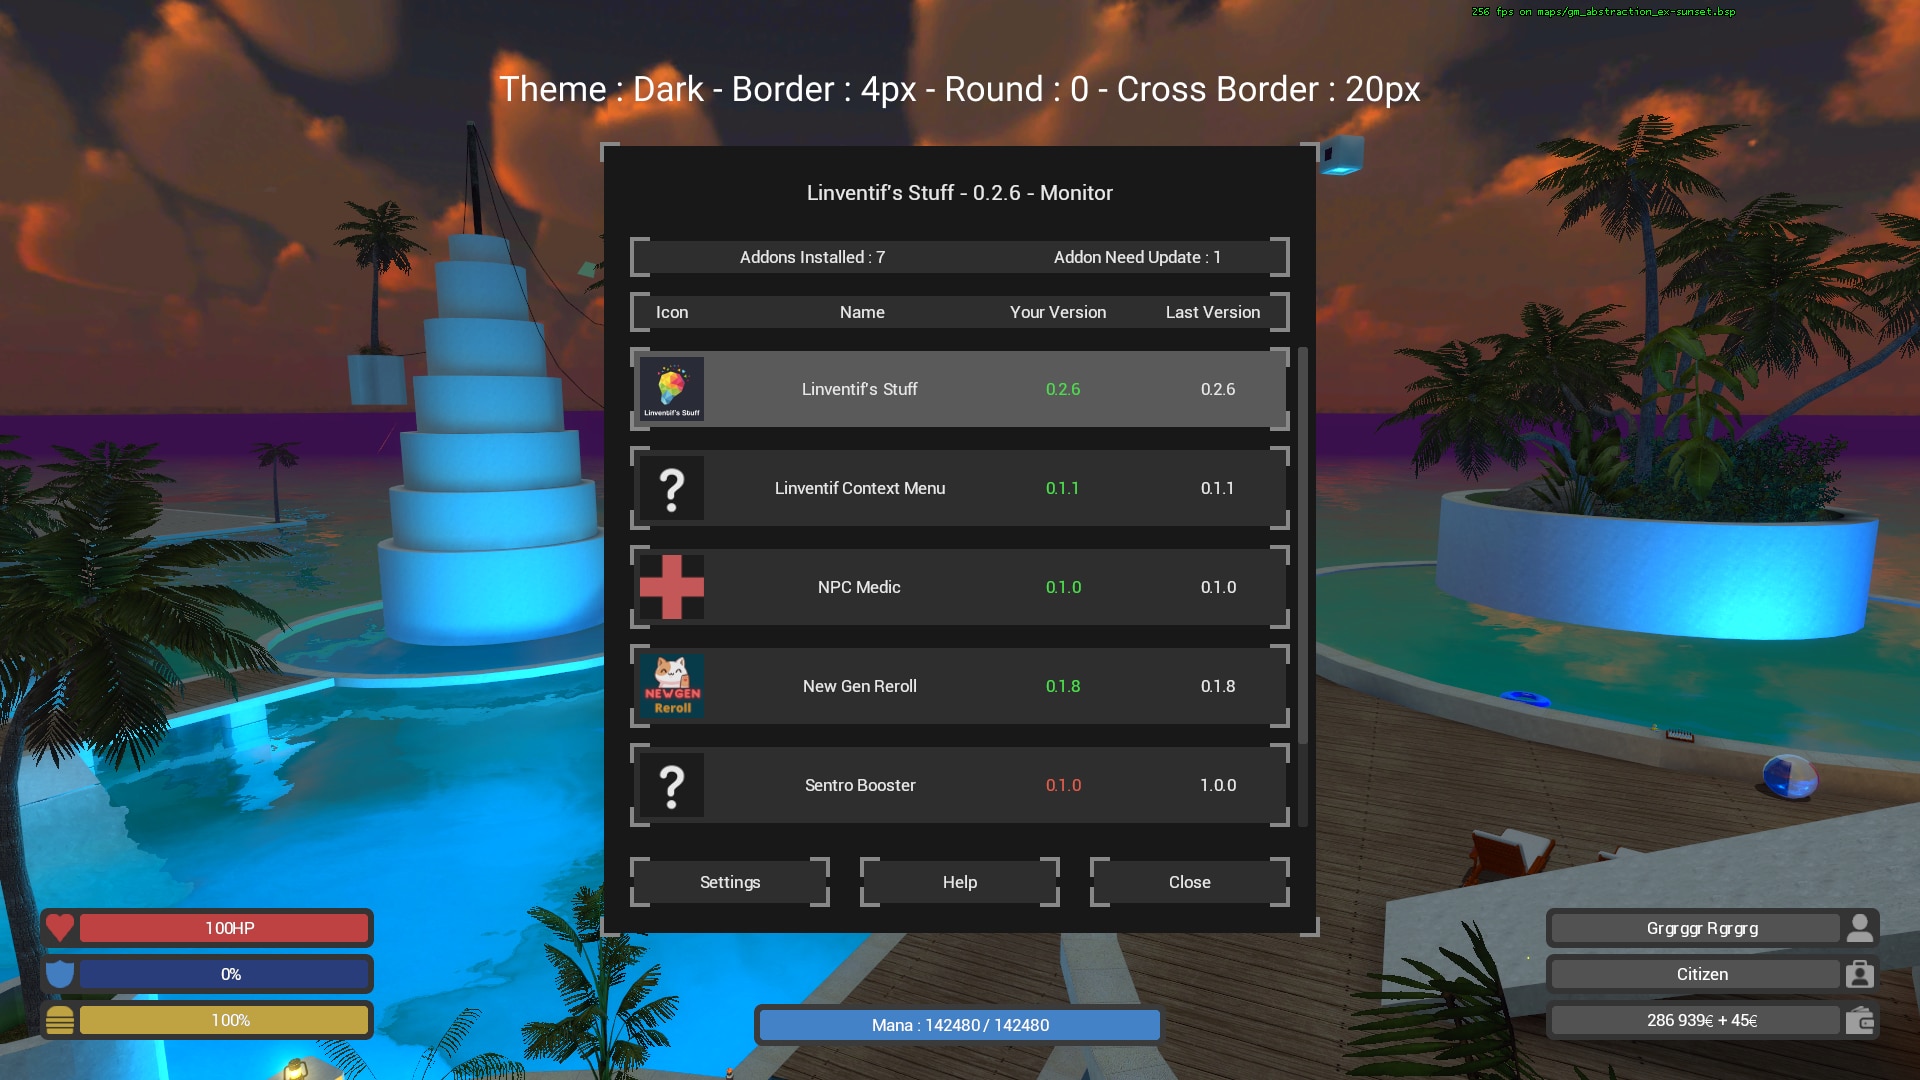 256 fps on maps/gm_abstraction_ex-sunset.bsp
Theme : Dark - Border : 4px - Round : 0 - Cross Border : 20px
Linventif's Stuff - 0.2.6 - Monitor
Addons Installed : 7 Addon Need Update : 1
Icon Name Your Version Last Version
Linventif's Stuff
Linventif's Stuff 0.2.6 0.2.6
? Linventif Context Menu 0.1.1 0.1.1
NPC Medic 0.1.0 0.1.0
NEWGEN
Reroll
New Gen Reroll 0.1.8 0.1.8
? Sentro Booster 0.1.0 1.0.0
Settings Help Close
100HP
0%
100%
Mana : 142480 / 142480
Grgrggr Rgrgrg
Citizen
286 939€ + 45€